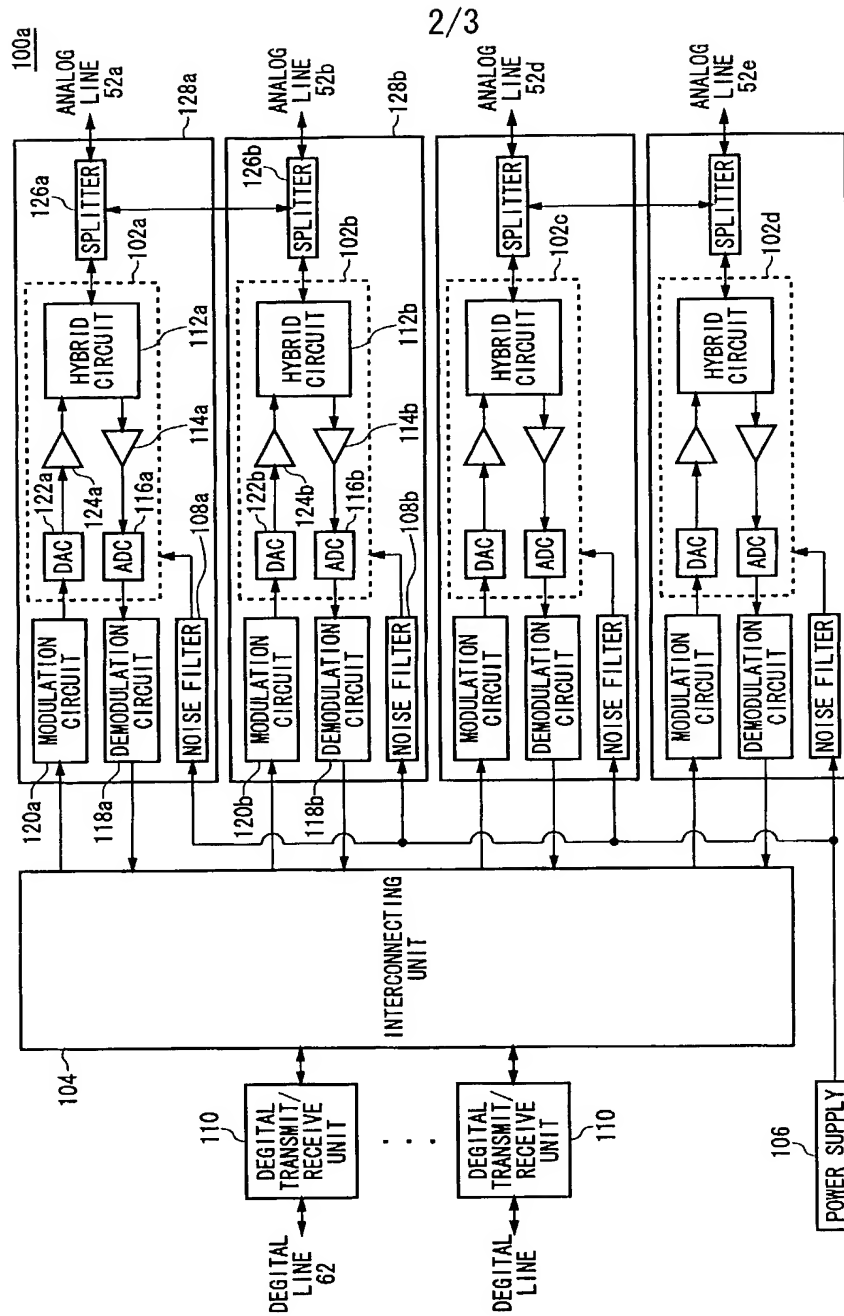 2/3
100a
ANALOG
LINE
52a
128a
126a
SPLITTER
102a
HYBRID
CIRCUIT
112a
114a
124a
122a
DAC
116a
ADC
108a
MODULATION
CIRCUIT
DEMODULATION
CIRCUIT
NOISE FILTER
120a
118a
ANALOG
LINE
52b
128b
126b
SPLITTER
102b
HYBRID
CIRCUIT
112b
114b
124b
122b
DAC
116b
ADC
108b
MODULATION
CIRCUIT
DEMODULATION
CIRCUIT
NOISE FILTER
120b
118b
ANALOG
LINE
52d
SPLITTER
102c
HYBRID
CIRCUIT
DAC
ADC
MODULATION
CIRCUIT
DEMODULATION
CIRCUIT
NOISE FILTER
ANALOG
LINE
52e
SPLITTER
102d
HYBRID
CIRCUIT
DAC
ADC
MODULATION
CIRCUIT
DEMODULATION
CIRCUIT
NOISE FILTER
INTERCONNECTING
UNIT
104
110
DEGITAL
TRANSMIT/
RECEIVE
UNIT
. . .
DEGITAL
TRANSMIT/
RECEIVE
UNIT
110
DEGITAL
LINE
62
DEGITAL
LINE
106
POWER SUPPLY